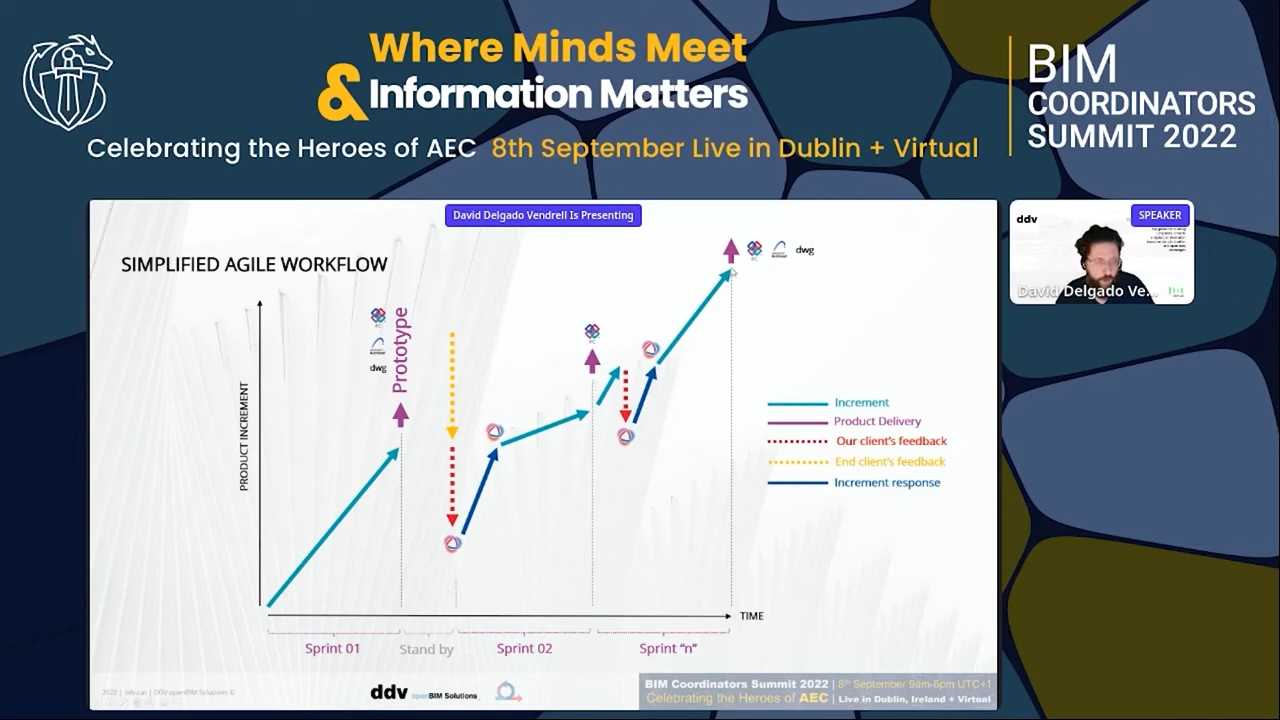 Where Minds Meet
& Information Matters
Celebrating the Heroes of AEC 8th September Live in Dublin + Virtual
BIM
COORDINATORS
SUMMIT 2022
David Delgado Vendrell Is Presenting
SPEAKER
ddv
David Delgado Ve...
SIMPLIFIED AGILE WORKFLOW
dwg
Prototype
dwg
PRODUCT INCREMENT
Increment
Product Delivery
Our client's feedback
End client's feedback
Increment response
TIME
Sprint 01
Stand by
Sprint 02
Sprint “n”
ddv openBIM Solutions
BIM Coordinators Summit 2022 | 8th September 9am-6pm UTC+1
Celebrating the Heroes of AEC | Live in Dublin, Ireland + Virtual